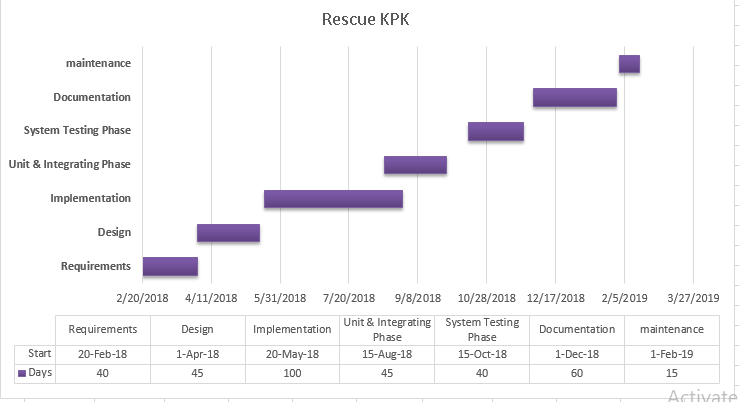 Rescue KPK
maintenance
Documentation
System Testing Phase
Unit & Integrating Phase
Implementation
Design
Requirements
2/20/2018 4/11/2018 5/31/2018 7/20/2018 9/8/2018 10/28/2018 12/17/2018 2/5/2019 3/27/2019
Requirements Design Implementation Unit & Integrating Phase System Testing Phase Documentation maintenance
Start 20-Feb-18 1-Apr-18 20-May-18 15-Aug-18 15-Oct-18 1-Dec-18 1-Feb-19
Days 40 45 100 45 40 60 15
Activate